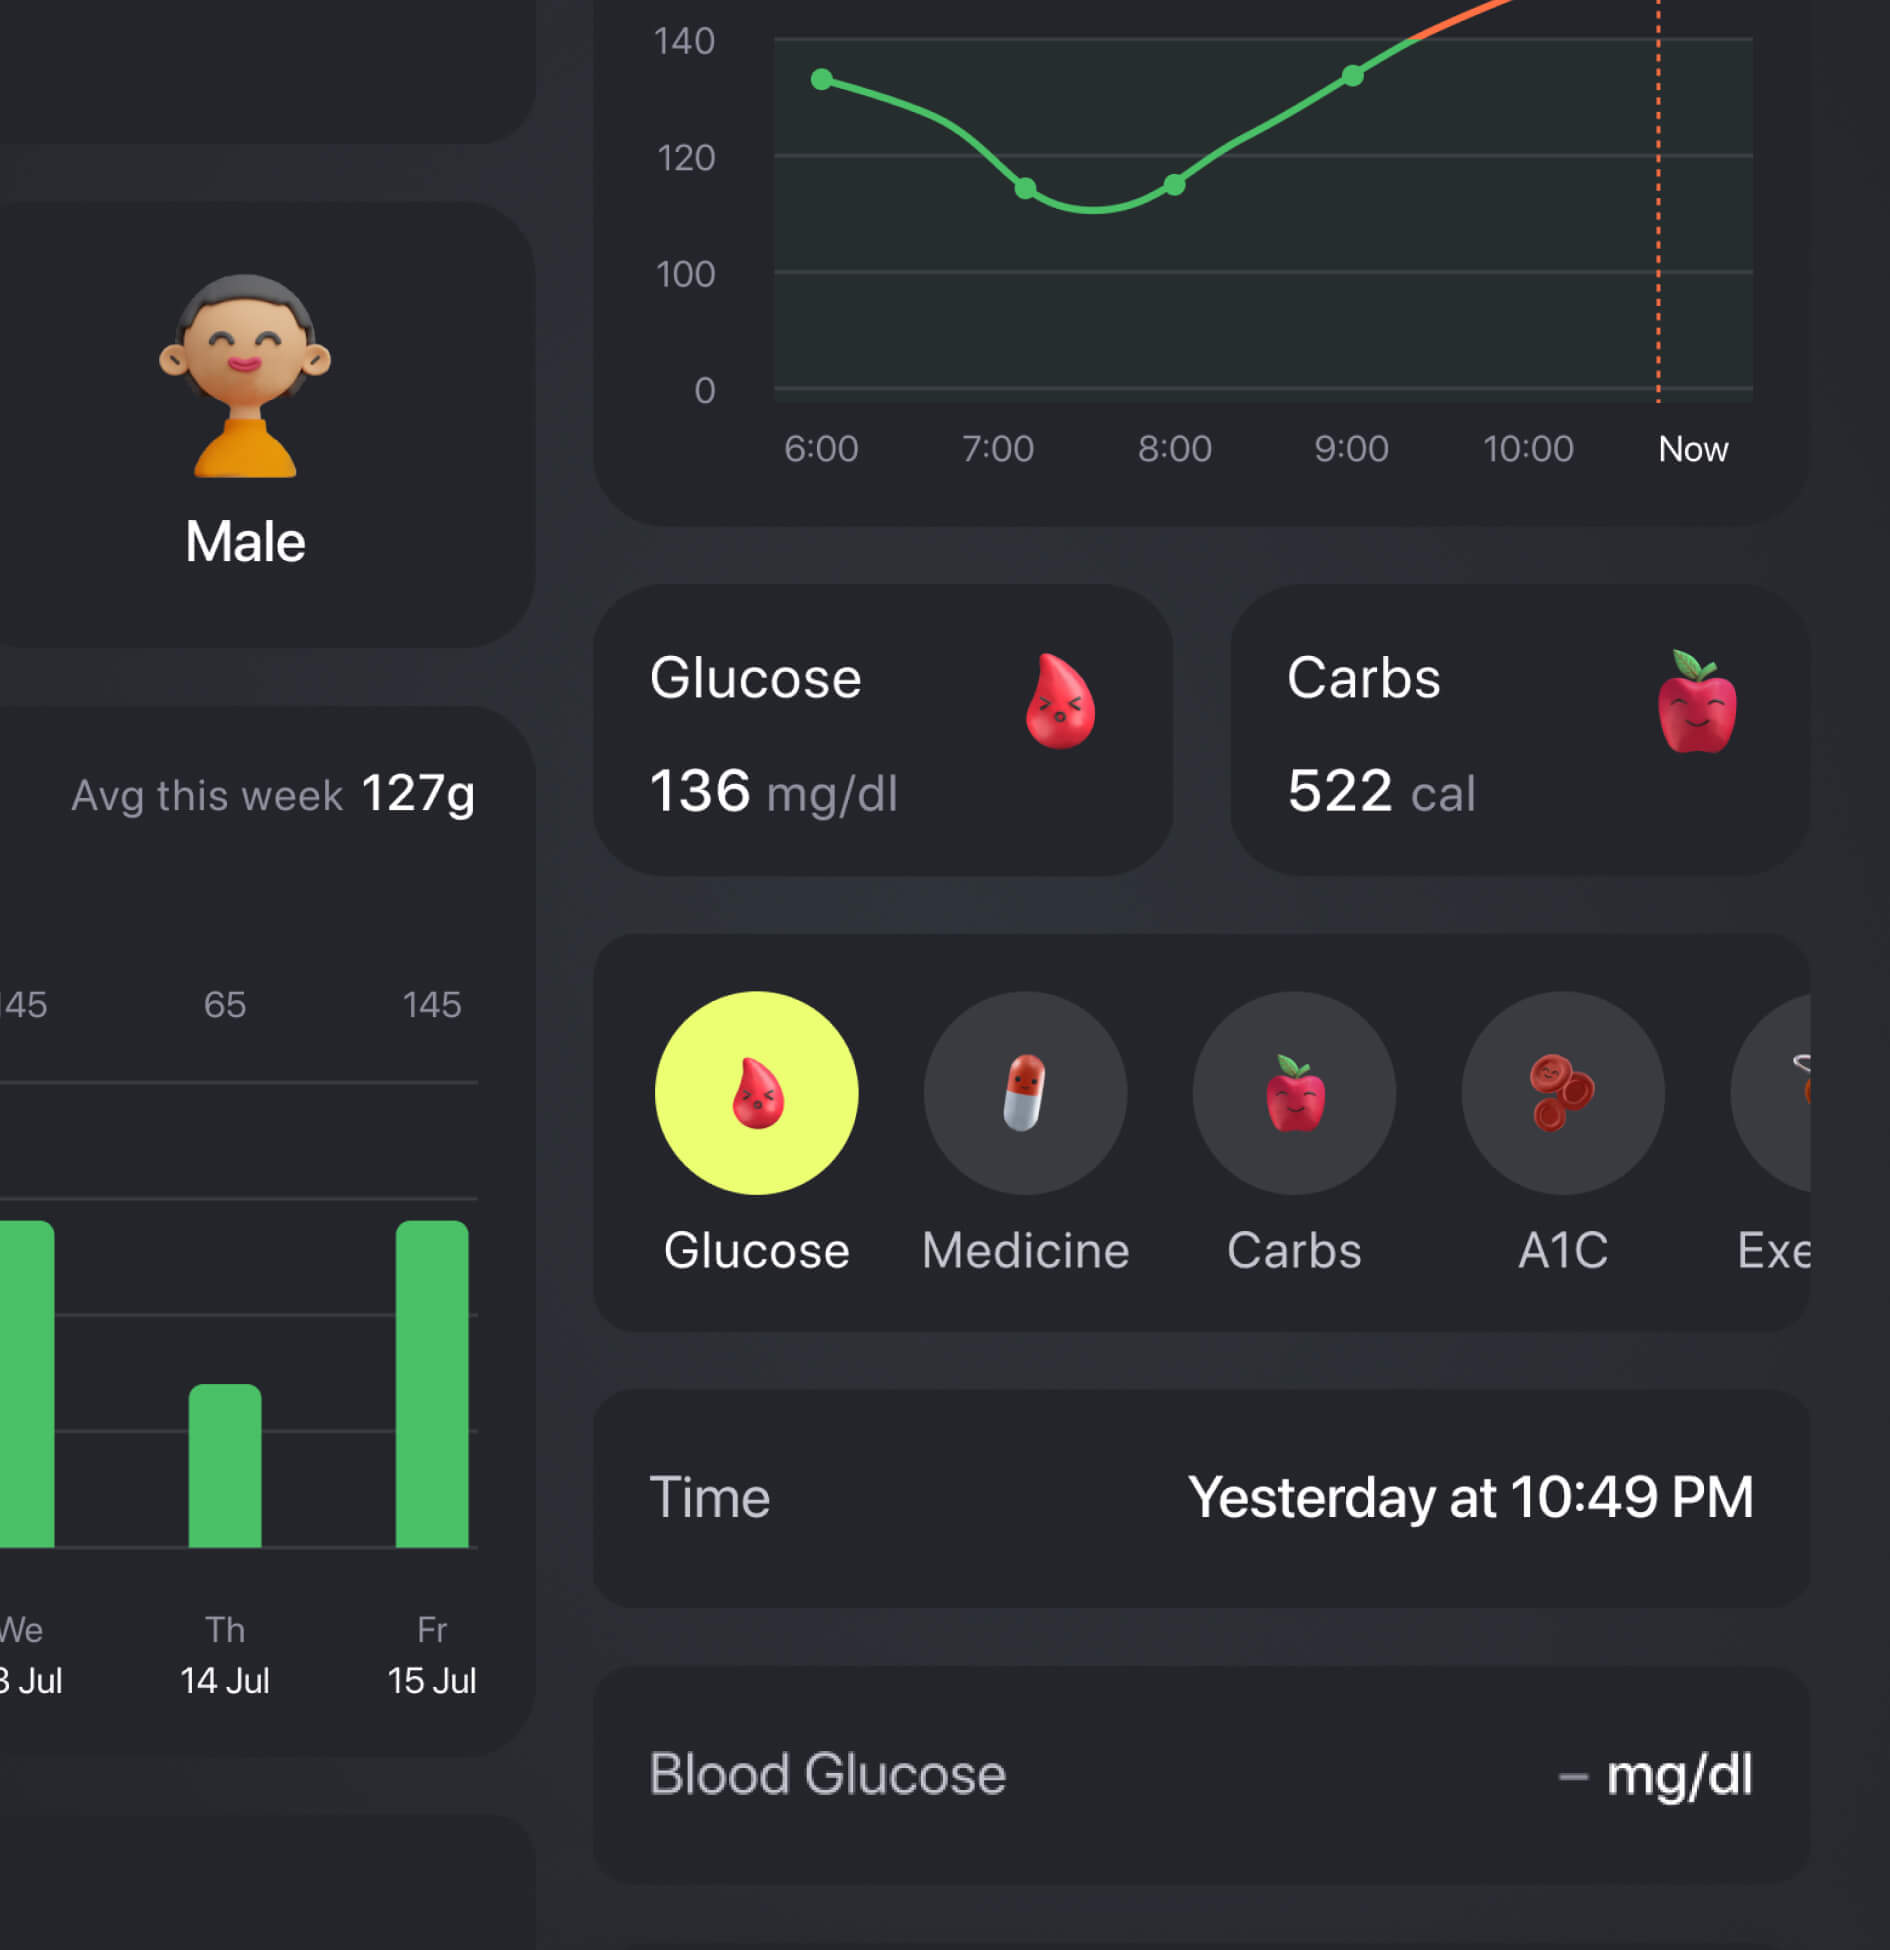 140
120
100
0
6:00 7:00 8:00 9:00 10:00 Now
Male
Glucose
136 mg/dl
Carbs
522 cal
Avg this week 127g
145 65 145
We Th Fr
Jul 14 Jul 15 Jul
Glucose Medicine Carbs A1C Exe
Time Yesterday at 10:49 PM
Blood Glucose – mg/dl